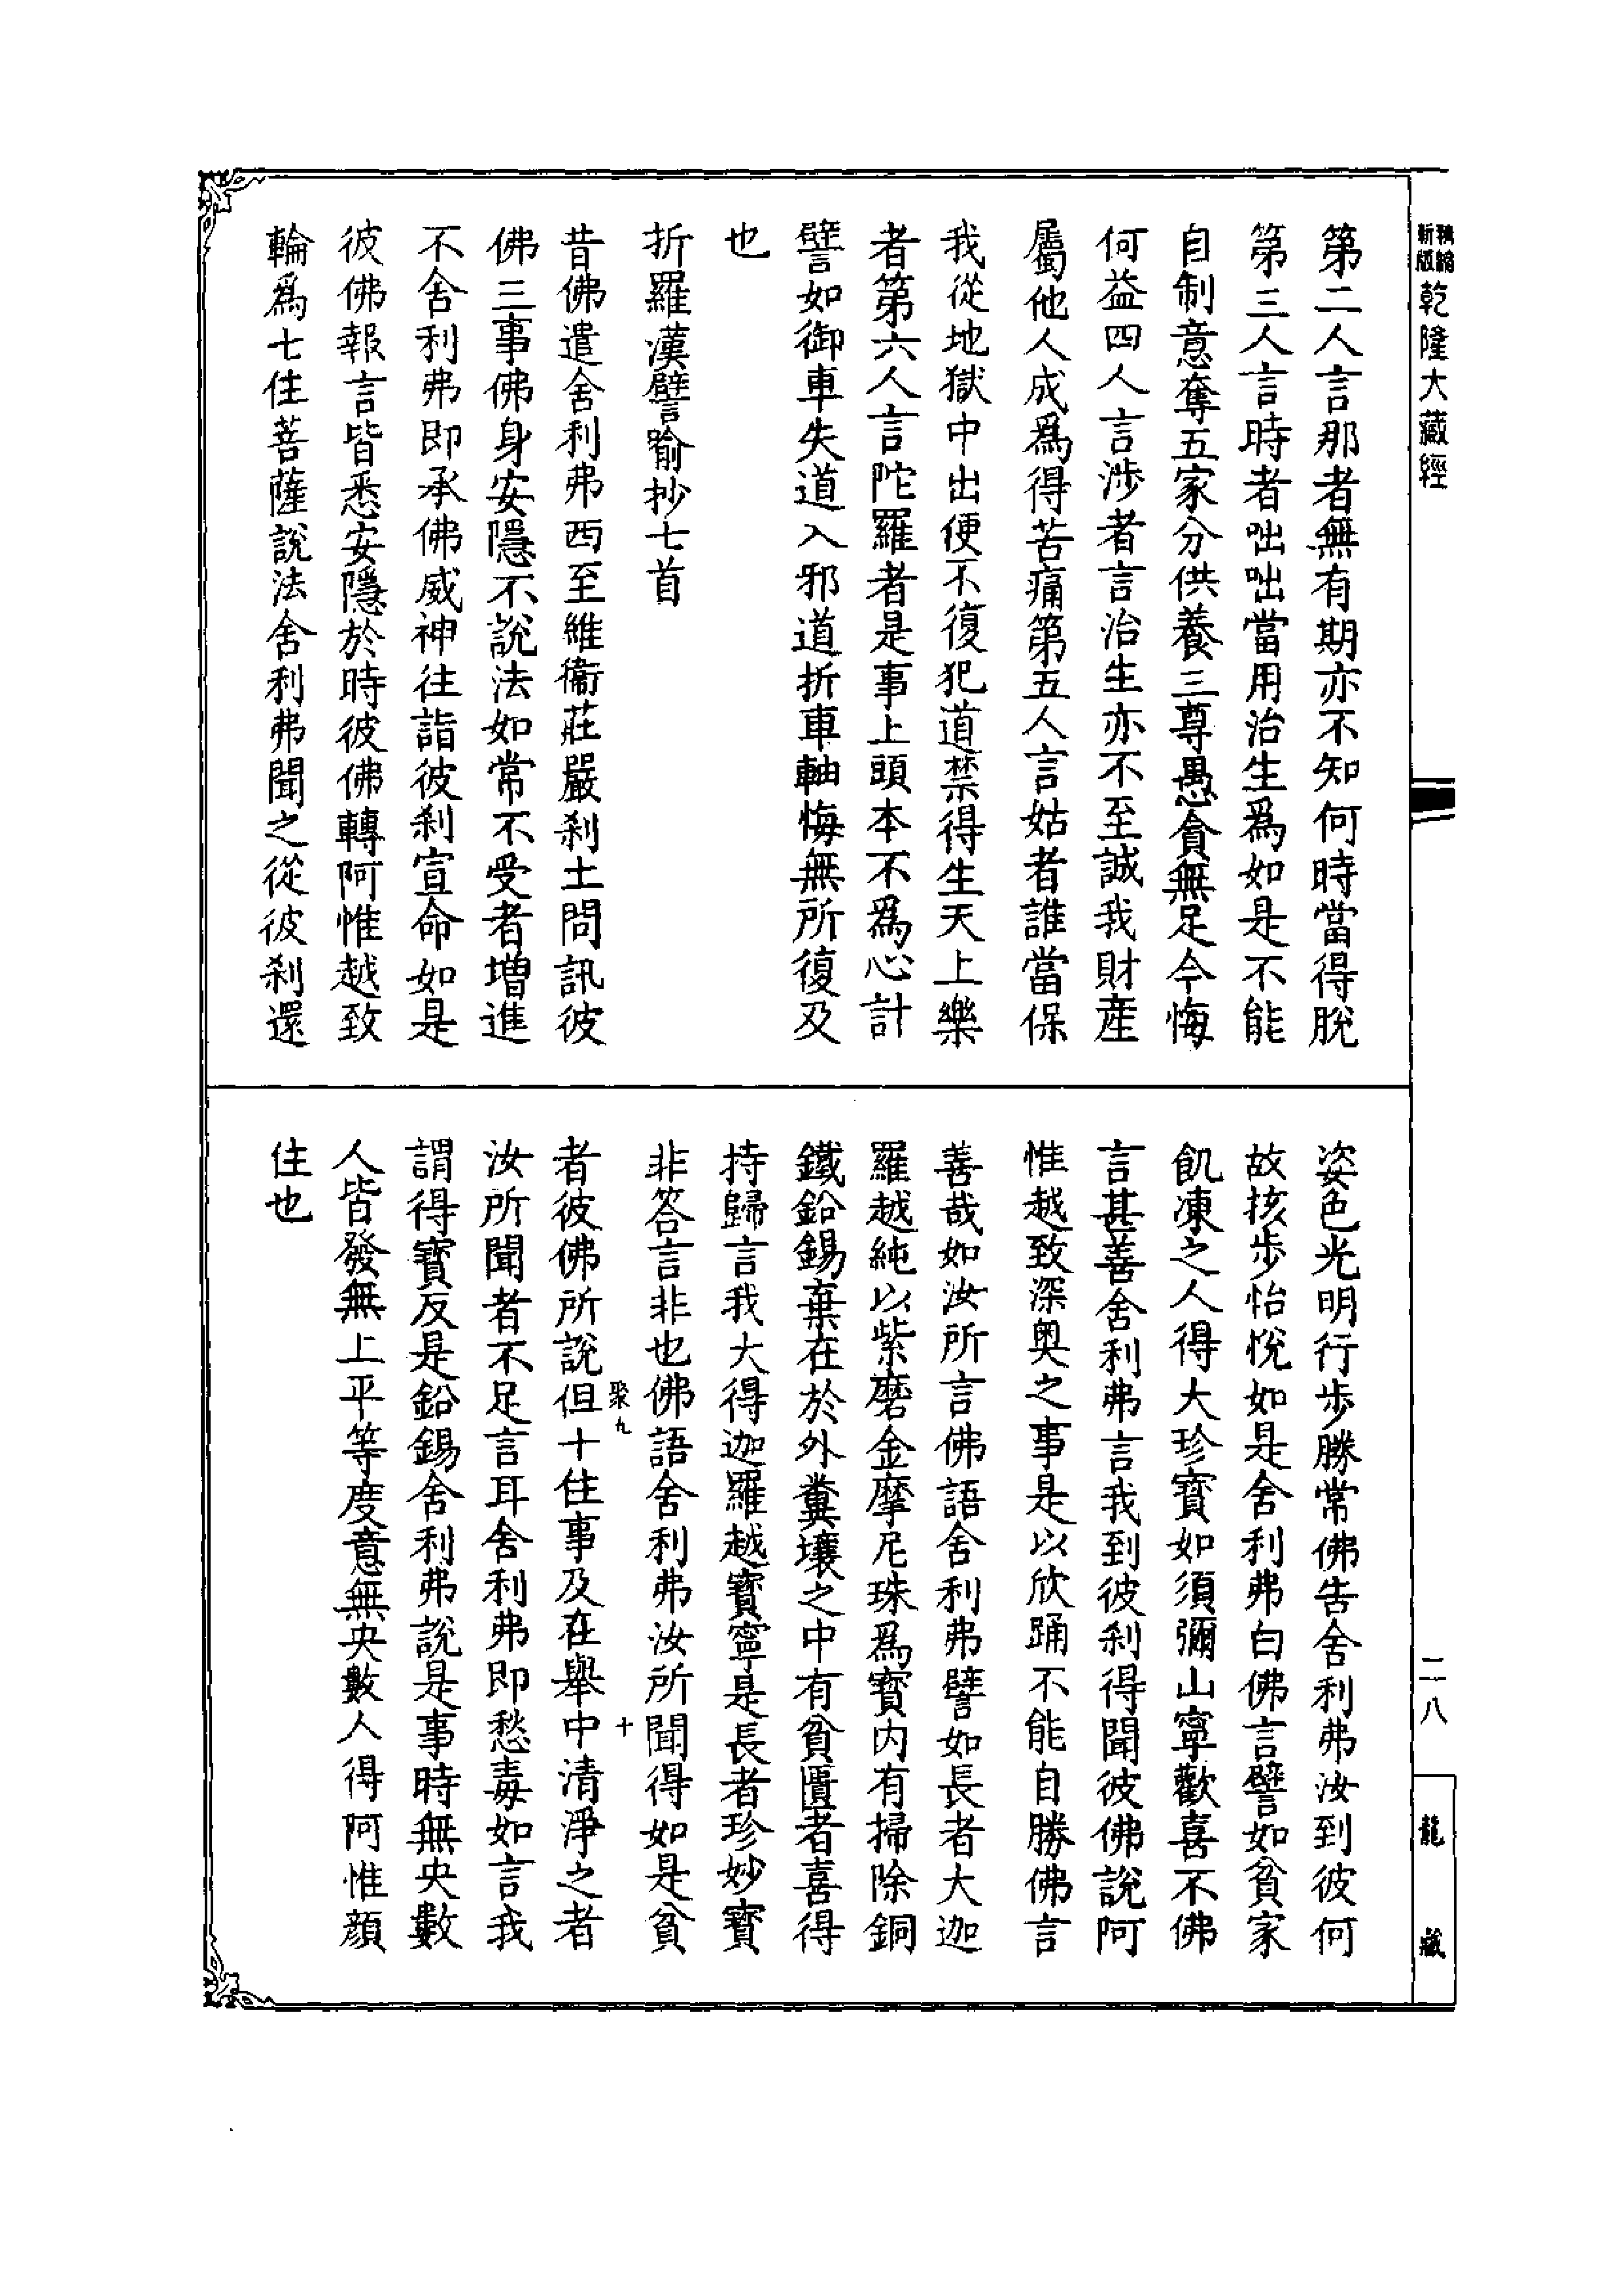 精縮新版乾隆大藏經
第二人言那者無有期亦不知何時當得脫
第三人言時者咄咄當用治生爲如是不能
自制意奪五家分供養三尊愚貪無足今悔
何益四人言涉者言治生亦不至誠我財産
屬他人成爲得苦痛第五人言姑者誰當保
我從地獄中出便不復犯道禁得生天上樂
者第六人言陀羅者是事上頭本不爲心計
譬如御車失道入邪道折車軸悔無所復及
也
折羅漢譬喻抄七首
昔佛遣舍利弗西至維衞莊嚴刹土問訊彼
佛三事佛身安隱不說法如常不受者增進
不舍利弗即承佛威神往詣彼刹宣命如是
彼佛報言皆悉安隱於時彼佛轉阿惟越致
輪爲七住菩薩說法舍利弗聞之從彼刹還
姿色光明行步勝常佛告舍利弗汝到彼何
故孩步怡悅如是舍利弗白佛言譬如貧家
飢凍之人得大珍寶如須彌山寧歡喜不佛
言甚善舍利弗言我到彼刹得聞彼佛說阿
惟越致深奥之事是以欣踊不能自勝佛言
善哉如汝所言佛語舍利弗譬如長者大迦
羅越純以紫磨金摩尼珠爲寶内有掃除銅
鐵鉛錫棄在於外糞壤之中有貧匱者喜得
持歸言我大得迦羅越寶寧是長者珍妙寶
非答言非也佛語舍利弗汝所聞得如是貧
聚九 十
者彼佛所說但十住事及在舉中清淨之者
汝所聞者不足言耳舍利弗即愁毒如言我
謂得寶反是鉛錫舍利弗說是事時無央數
人皆發無上平等度意無央數人得阿惟顔
住也
二八
龍藏